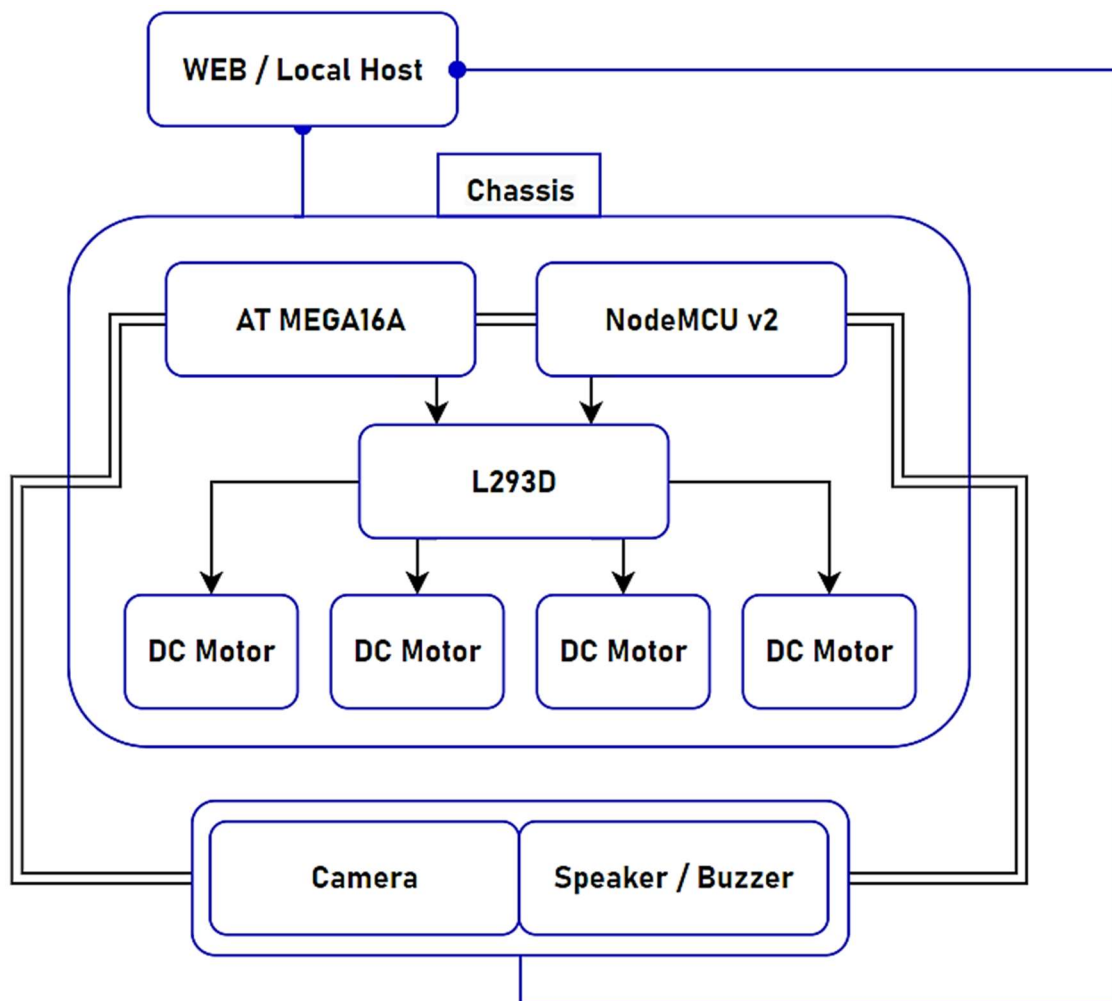 WEB / Local Host
Chassis
AT MEGA16A
NodeMCU v2
L293D
DC Motor
DC Motor
DC Motor
DC Motor
Camera
Speaker / Buzzer